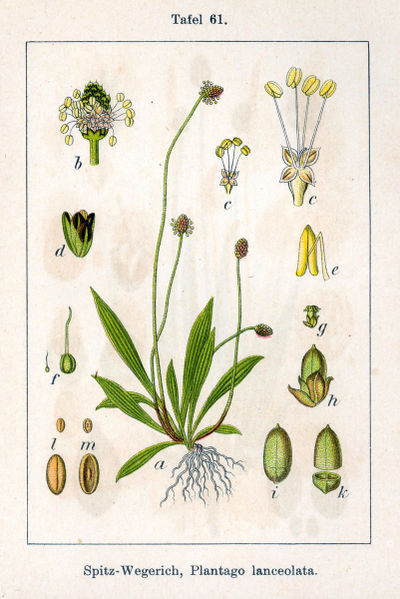 Tafel 61.
b
c
c
d
e
f
g
h
l m
a
i
k
Spitz-Wegerich, Plantago lanceolata.